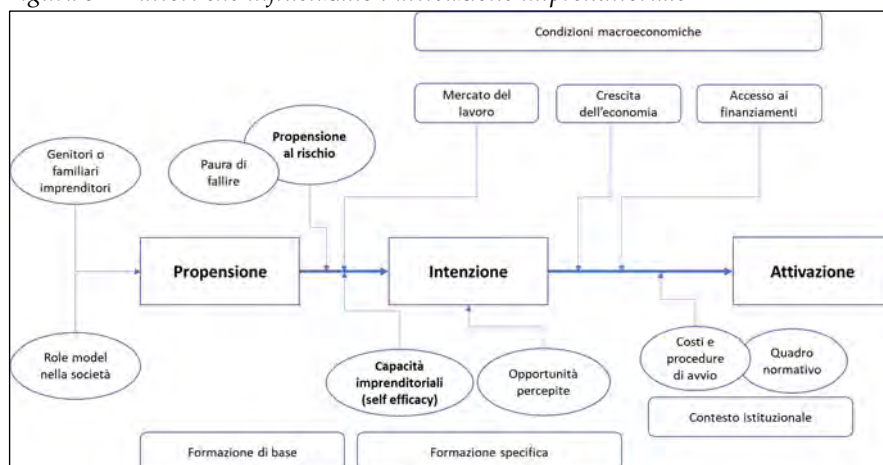 Condizioni macroeconomiche
Mercato del
lavoro
Crescita
dell'economia
Accesso ai
finanziamenti
Genitori o
familiari
imprenditori
Propensione
al rischio
Paura di
fallire
Propensione
Intenzione
Attivazione
Role model
nella società
Capacità
imprenditoriali
(self efficacy)
Opportunità
percepite
Costi e
procedure
di avvio
Quadro
normativo
Contesto istituzionale
Formazione di base
Formazione specifica